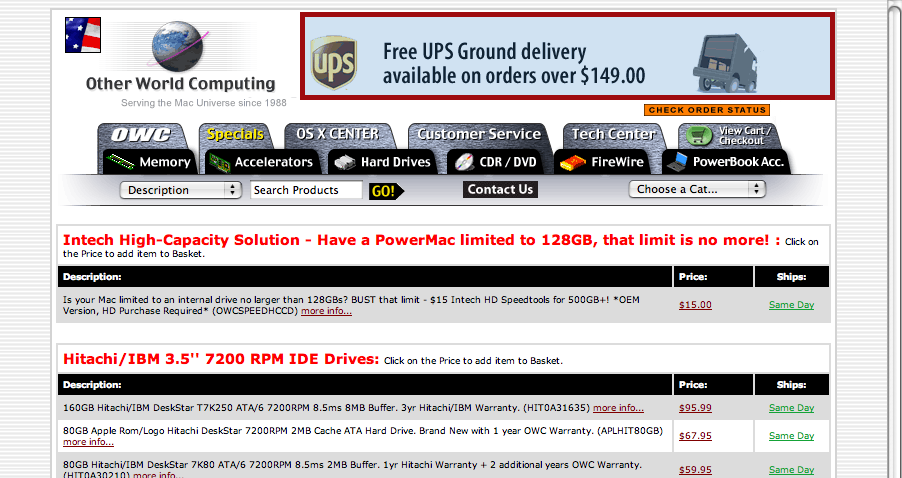 ups
Free UPS Ground delivery
available on orders over $149.00
Other World Computing
Serving the Mac Universe since 1988
CHECK ORDER STATUS
OWC
Specials
OS X CENTER
Customer Service
Tech Center
View Cart /
Checkout
Memory
Accelerators
Hard Drives
CDR / DVD
FireWire
PowerBook Acc.
Description
Search Products
GO!
Contact Us
Choose a Cat...
Intech High-Capacity Solution - Have a PowerMac limited to 128GB, that limit is no more! : Click on
the Price to add item to Basket.
Description: Price: Ships:
Is your Mac limited to an internal drive no larger than 128GBs? BUST that limit - $15 Intech HD Speedtools for 500GB+! *OEM
Version, HD Purchase Required* (OWCSPEEDHCCD) more info...
$15.00
Same Day
Hitachi/IBM 3.5'' 7200 RPM IDE Drives: Click on the Price to add item to Basket.
Description: Price: Ships:
160GB Hitachi/IBM DeskStar T7K250 ATA/6 7200RPM 8.5ms 8MB Buffer. 3yr Hitachi/IBM Warranty. (HIT0A31635) more info...
$95.99
Same Day
80GB Apple Rom/Logo Hitachi DeskStar 7200RPM 2MB Cache ATA Hard Drive. Brand New with 1 year OWC Warranty. (APLHIT80GB)
more info...
$67.95
Same Day
80GB Hitachi/IBM DeskStar 7K80 ATA/6 7200RPM 8.5ms 2MB Buffer. 1yr Hitachi Warranty + 2 additional years OWC Warranty.
(HIT0A30210) more info...
$59.95
Same Day